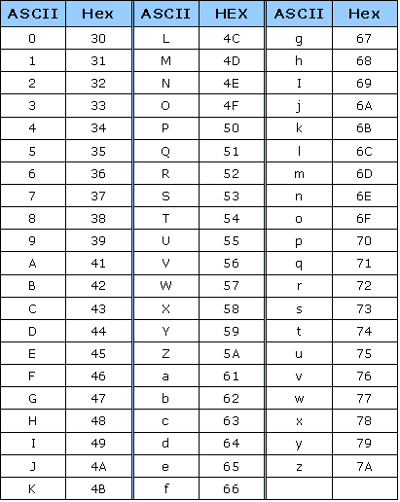 ASCII Hex ASCII HEX ASCII Hex
0 30 L 4C g 67
1 31 M 4D h 68
2 32 N 4E I 69
3 33 O 4F j 6A
4 34 P 50 k 6B
5 35 Q 51 l 6C
6 36 R 52 m 6D
7 37 S 53 n 6E
8 38 T 54 o 6F
9 39 U 55 p 70
A 41 V 56 q 71
B 42 W 57 r 72
C 43 X 58 s 73
D 44 Y 59 t 74
E 45 Z 5A u 75
F 46 a 61 v 76
G 47 b 62 w 77
H 48 c 63 x 78
I 49 d 64 y 79
J 4A e 65 z 7A
K 4B f 66